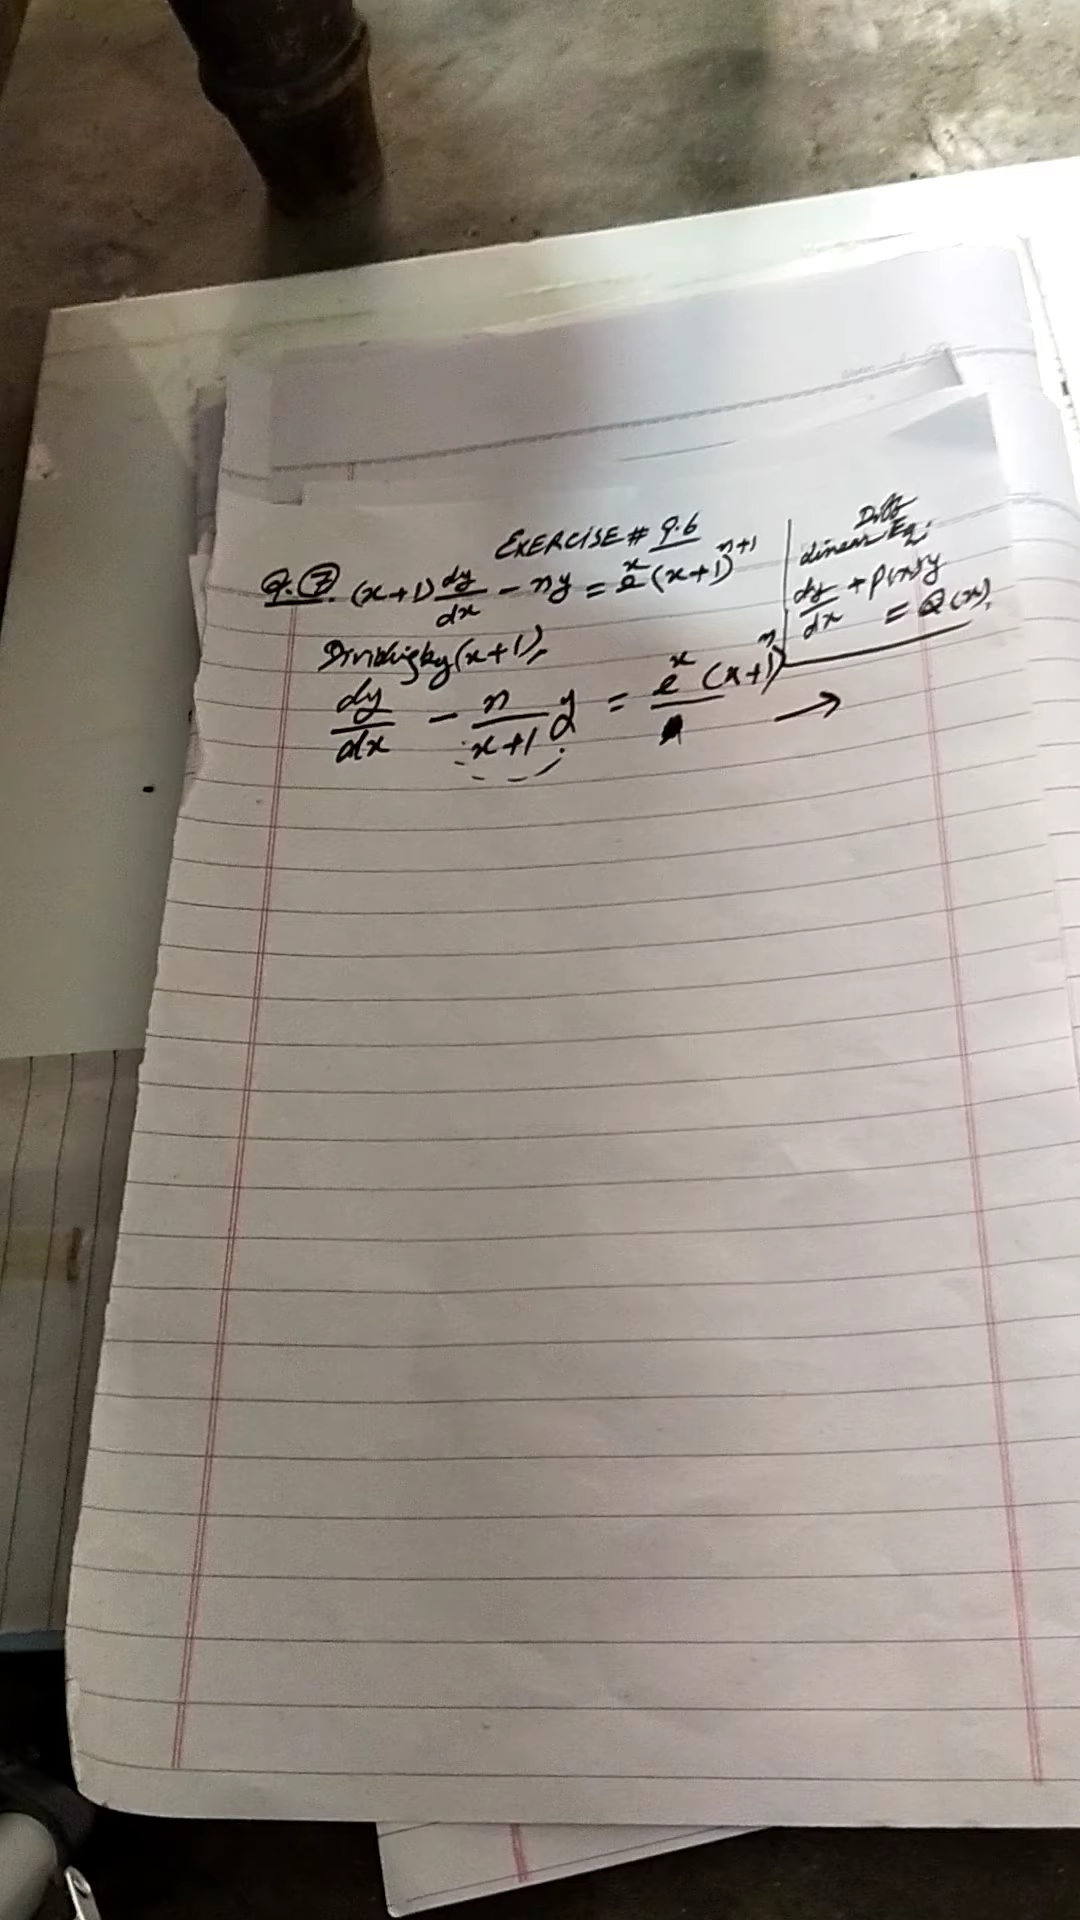 EXERCISE # 9.6
Q.⑦. (x+1) dy/dx - ny = e^x (x+1)^(n+1)
Dividing by (x+1),
dy/dx - n/(x+1) y = e^x (x+1)^n →
Diff
Linear Eq.
dy/dx + P(x)y
= Q(x).